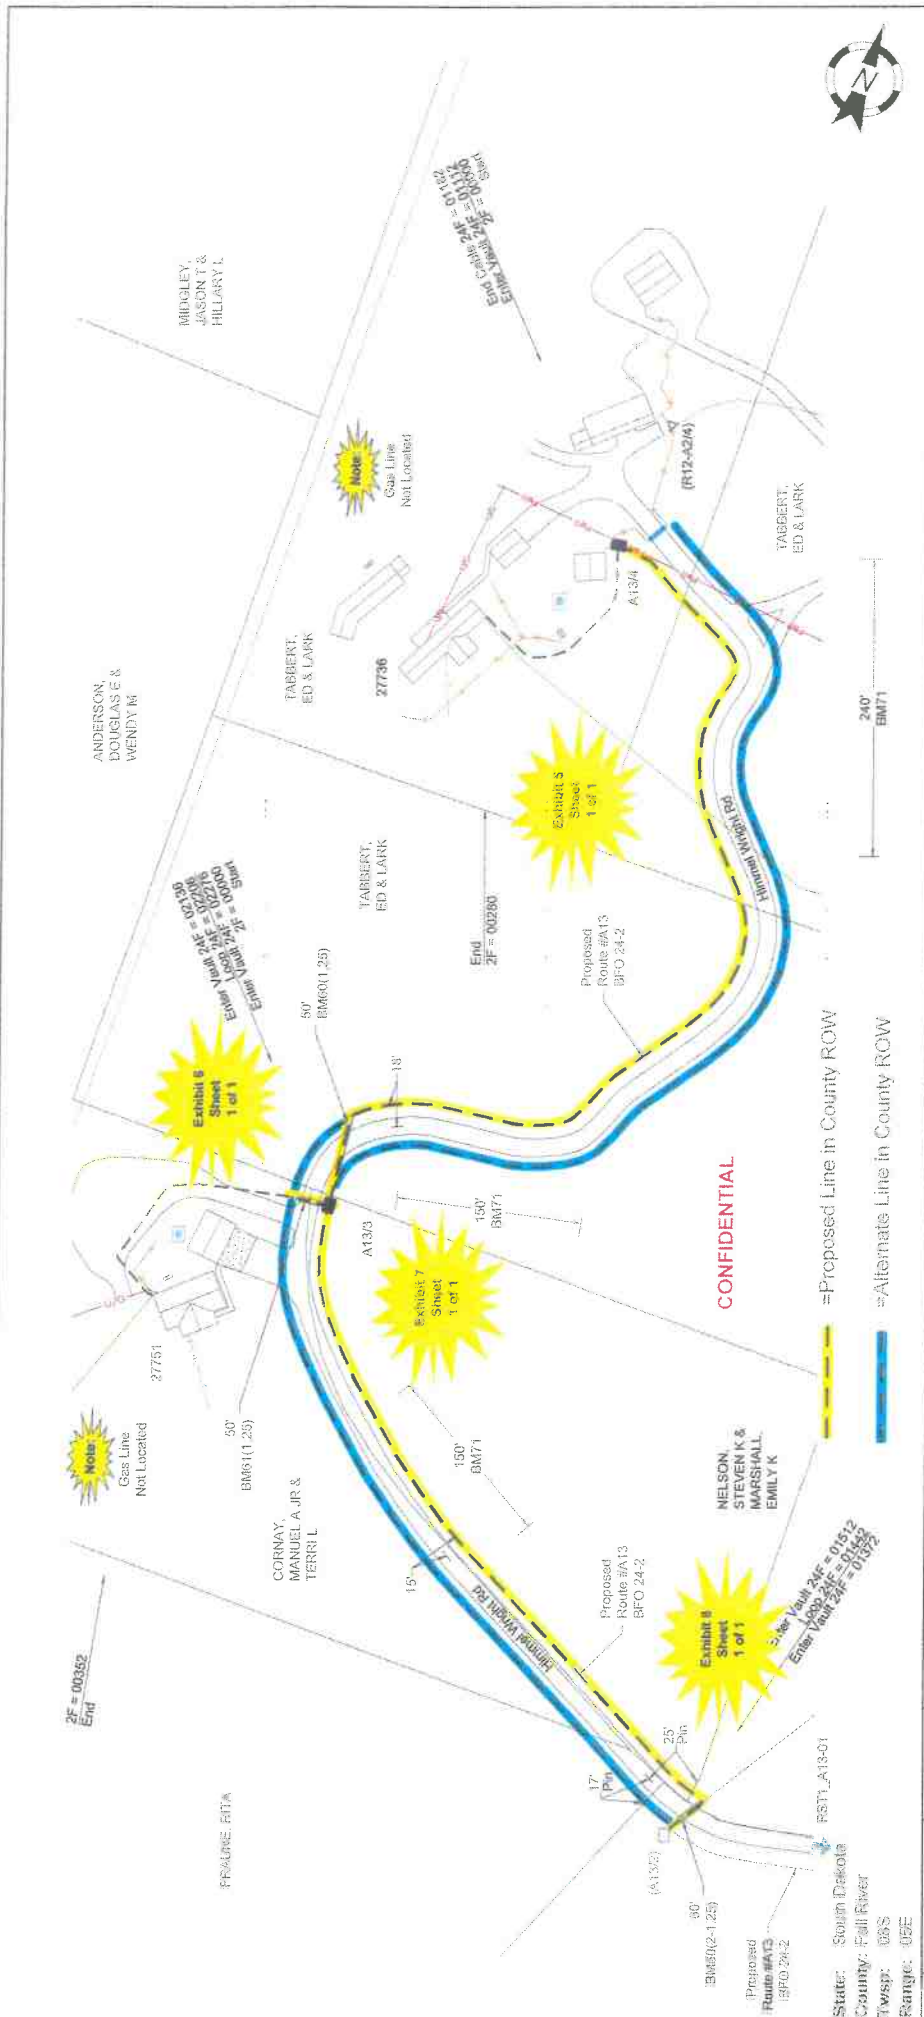 N
MIDGLEY,
JASON T &
HILLARY L
End Cable 24F = 01182
Enter Vault 24F = 01112
2F = 00000 Start
Note:
Gas Line
Not Located
(R12-A2/4)
TABBERT,
ED & LARK
A13/4
TABBERT,
ED & LARK
27736
ANDERSON,
DOUGLAS E &
WENDY M
240'
BM71
Exhibit 5
Sheet
1 of 1
Himmel Wright Rd
TABBERT,
ED & LARK
End
2F = 00280
Proposed
Route #A13
BFO 24-2
Enter Vault 24F = 02136
Loop 24F = 02206
Enter Vault 24F = 02276
2F = 00000 Start
50'
BM60(1.25)
Exhibit 6
Sheet
1 of 1
18'
150'
BM71
A13/3
Exhibit 7
Sheet
1 of 1
CONFIDENTIAL
=Proposed Line in County ROW
=Alternate Line in County ROW
27751
Note:
Gas Line
Not Located
50'
BM61(1.25)
150'
BM71
CORNAY,
MANUEL A JR &
TERRI L
NELSON,
STEVEN K &
MARSHALL,
EMILY K
15'
Himmel Wright Rd
Proposed
Route #A13
BFO 24-2
Enter Vault 24F = 01512
Loop 24F = 01442
Enter Vault 24F = 01372
Exhibit 8
Sheet
1 of 1
2F = 00352
End
25'
Pin
17'
Pin
RST1_A13-01
(A13/2)
60'
BM60(2-1.25)
Proposed
Route #A13
BFO 24-2
State: South Dakota
County: Fall River
Twsp: 08S
Range: 05E